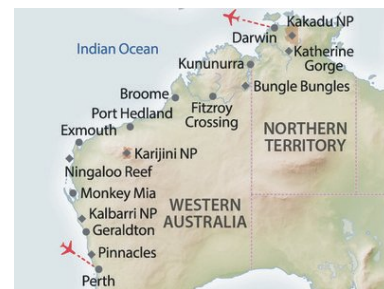 Kakadu NP
Darwin
Indian Ocean
Katherine
Gorge
Kununurra
Bungle Bungles
Broome
Fitzroy
Crossing
Port Hedland
Exmouth
NORTHERN
TERRITORY
Karijini NP
Ningaloo Reef
Monkey Mia
WESTERN
AUSTRALIA
Kalbarri NP
Geraldton
Pinnacles
Perth